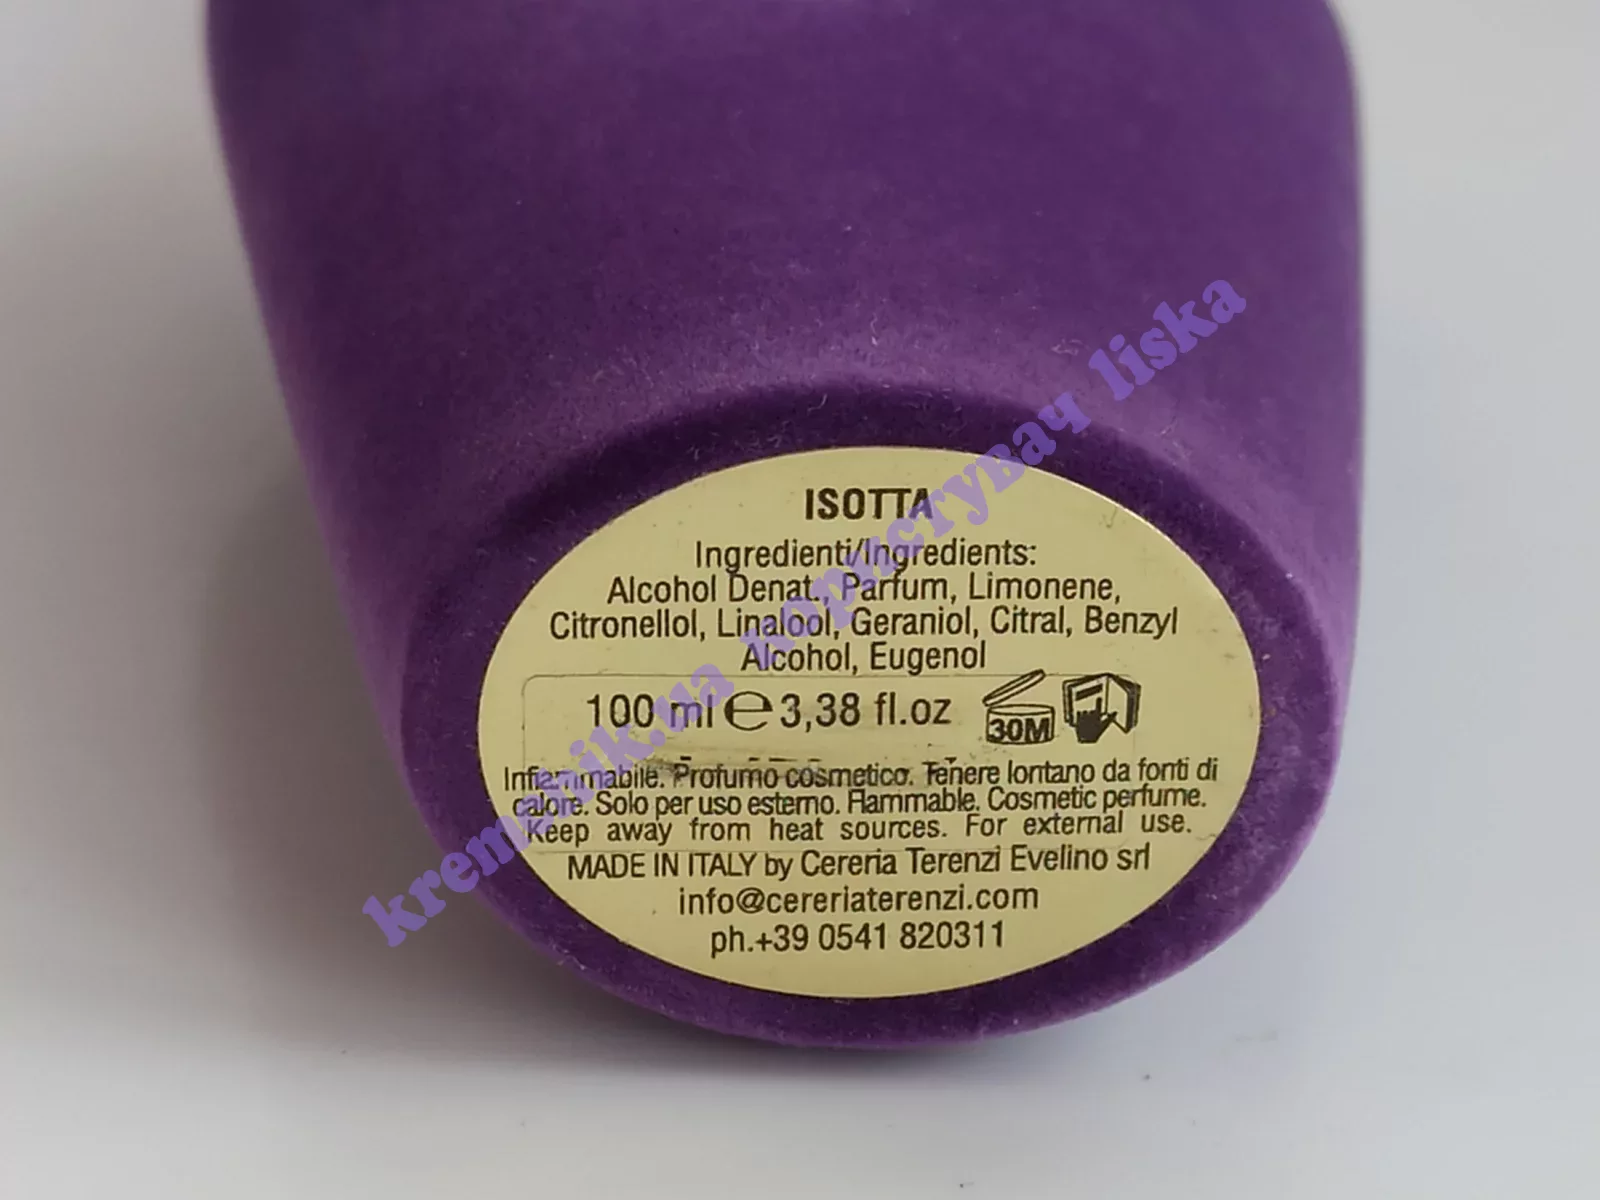 ISOTTA
Ingredienti/Ingredients:
Alcohol Denat., Parfum, Limonene,
Citronellol, Linalool, Geraniol, Citral, Benzyl
Alcohol, Eugenol
100 ml ℮ 3,38 fl.oz
30M
Infiammabile. Profumo cosmetico. Tenere lontano da fonti di
calore. Solo per uso esterno. Flammable. Cosmetic perfume.
Keep away from heat sources. For external use.
MADE IN ITALY by Cereria Terenzi Evelino srl
info@cereriaterenzi.com
ph.+39 0541 820311
kremchik.ua користувач liska